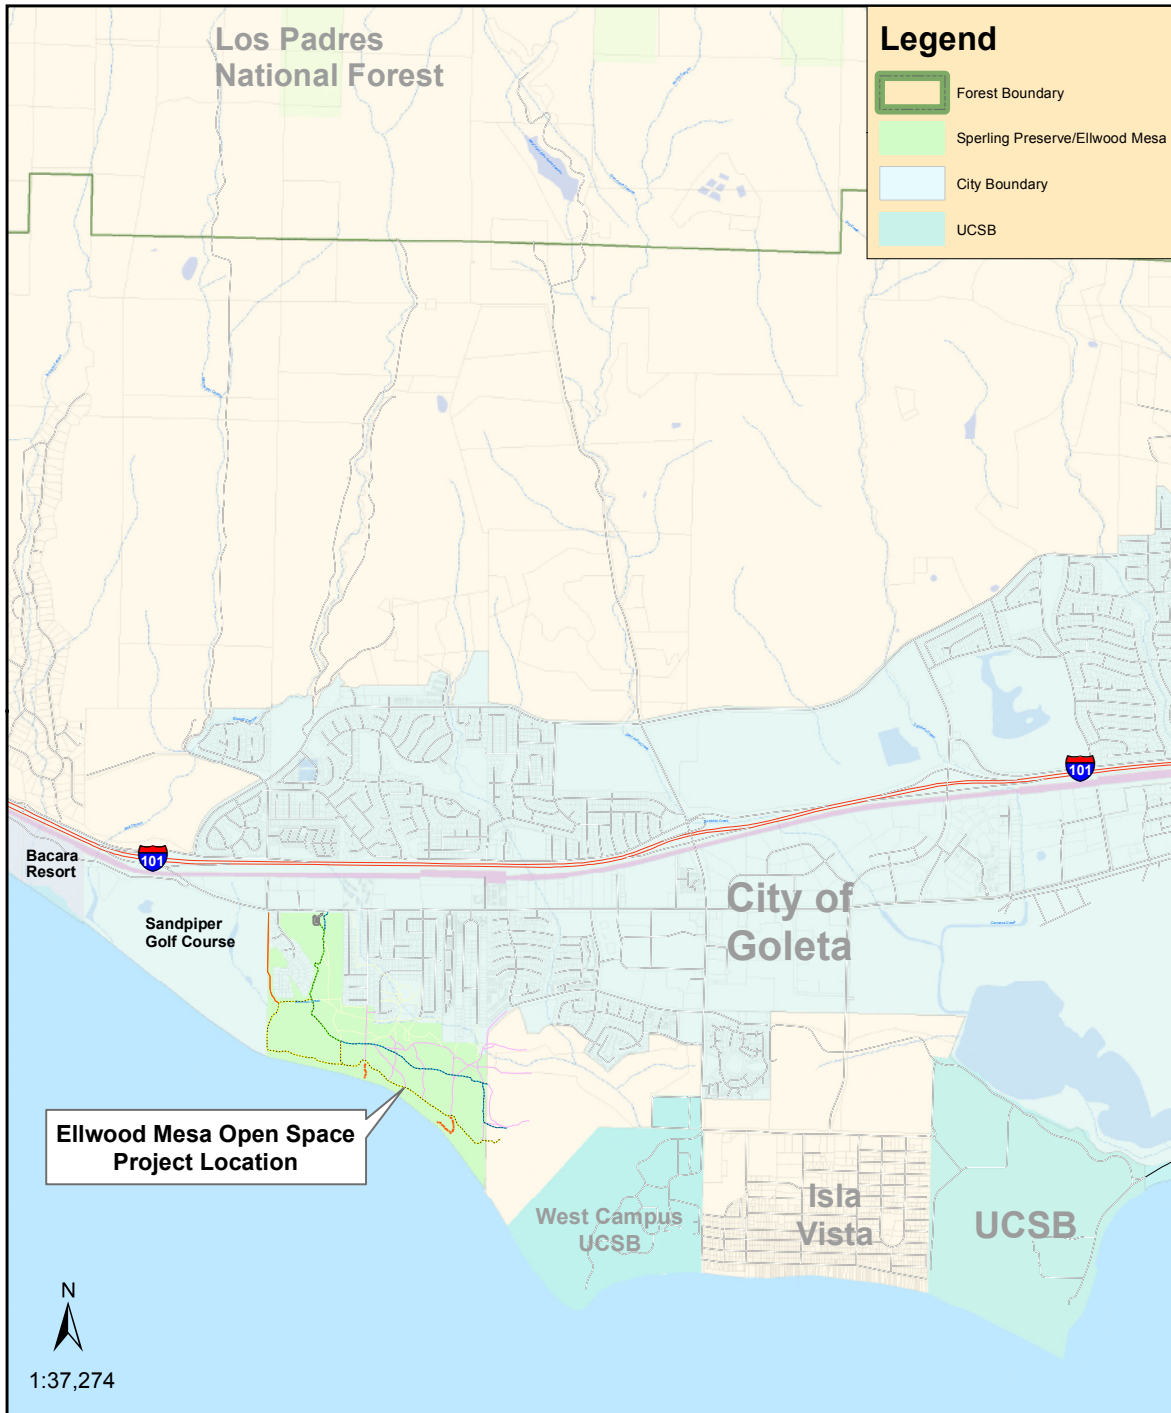 Los Padres
National Forest
Legend
Forest Boundary
Sperling Preserve/Ellwood Mesa
City Boundary
UCSB
101
101
Bacara
Resort
Sandpiper
Golf Course
City of
Goleta
Ellwood Mesa Open Space
Project Location
West Campus
UCSB
Isla
Vista
UCSB
N
1:37,274